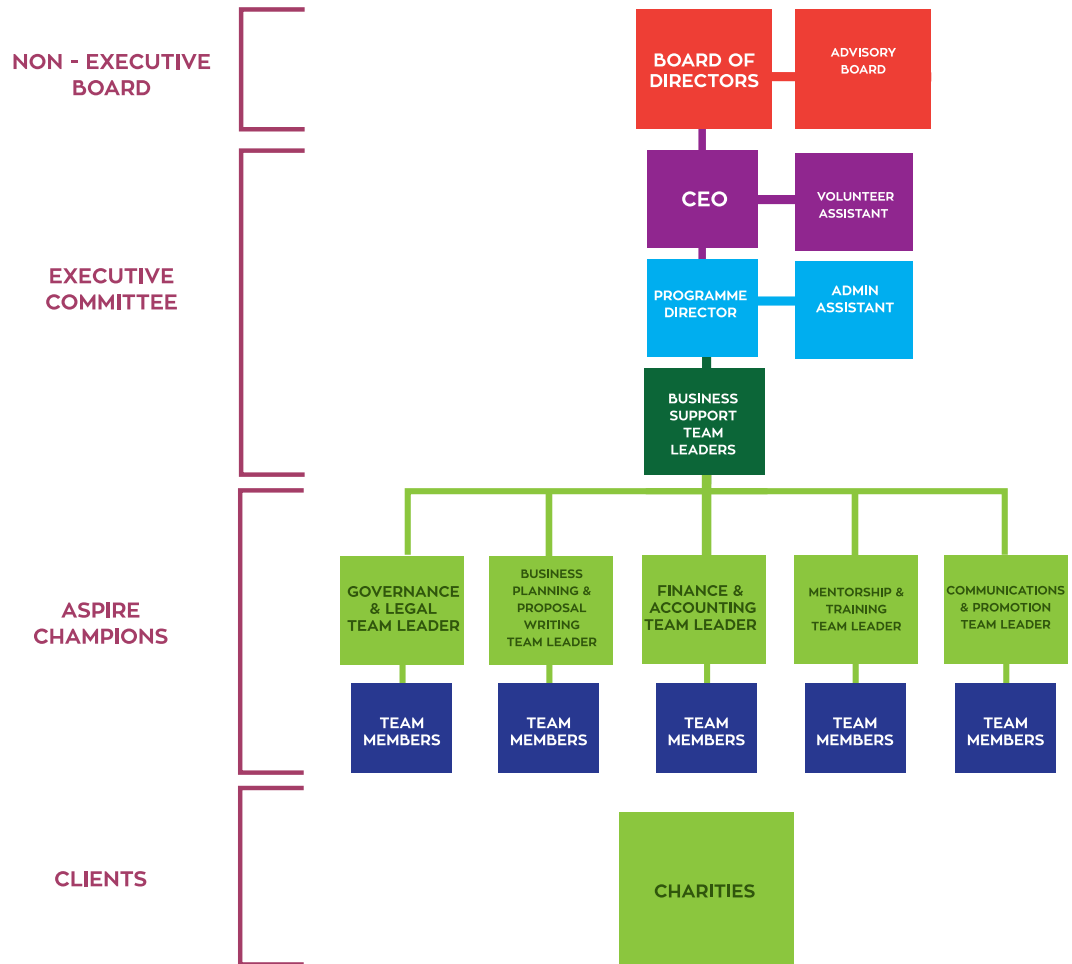 NON - EXECUTIVE
BOARD
BOARD OF
DIRECTORS
ADVISORY
BOARD
EXECUTIVE
COMMITTEE
CEO
VOLUNTEER
ASSISTANT
PROGRAMME
DIRECTOR
ADMIN
ASSISTANT
BUSINESS
SUPPORT
TEAM
LEADERS
ASPIRE
CHAMPIONS
GOVERNANCE
& LEGAL
TEAM LEADER
BUSINESS
PLANNING &
PROPOSAL
WRITING
TEAM LEADER
FINANCE &
ACCOUNTING
TEAM LEADER
MENTORSHIP &
TRAINING
TEAM LEADER
COMMUNICATIONS
& PROMOTION
TEAM LEADER
TEAM
MEMBERS
TEAM
MEMBERS
TEAM
MEMBERS
TEAM
MEMBERS
TEAM
MEMBERS
CLIENTS
CHARITIES